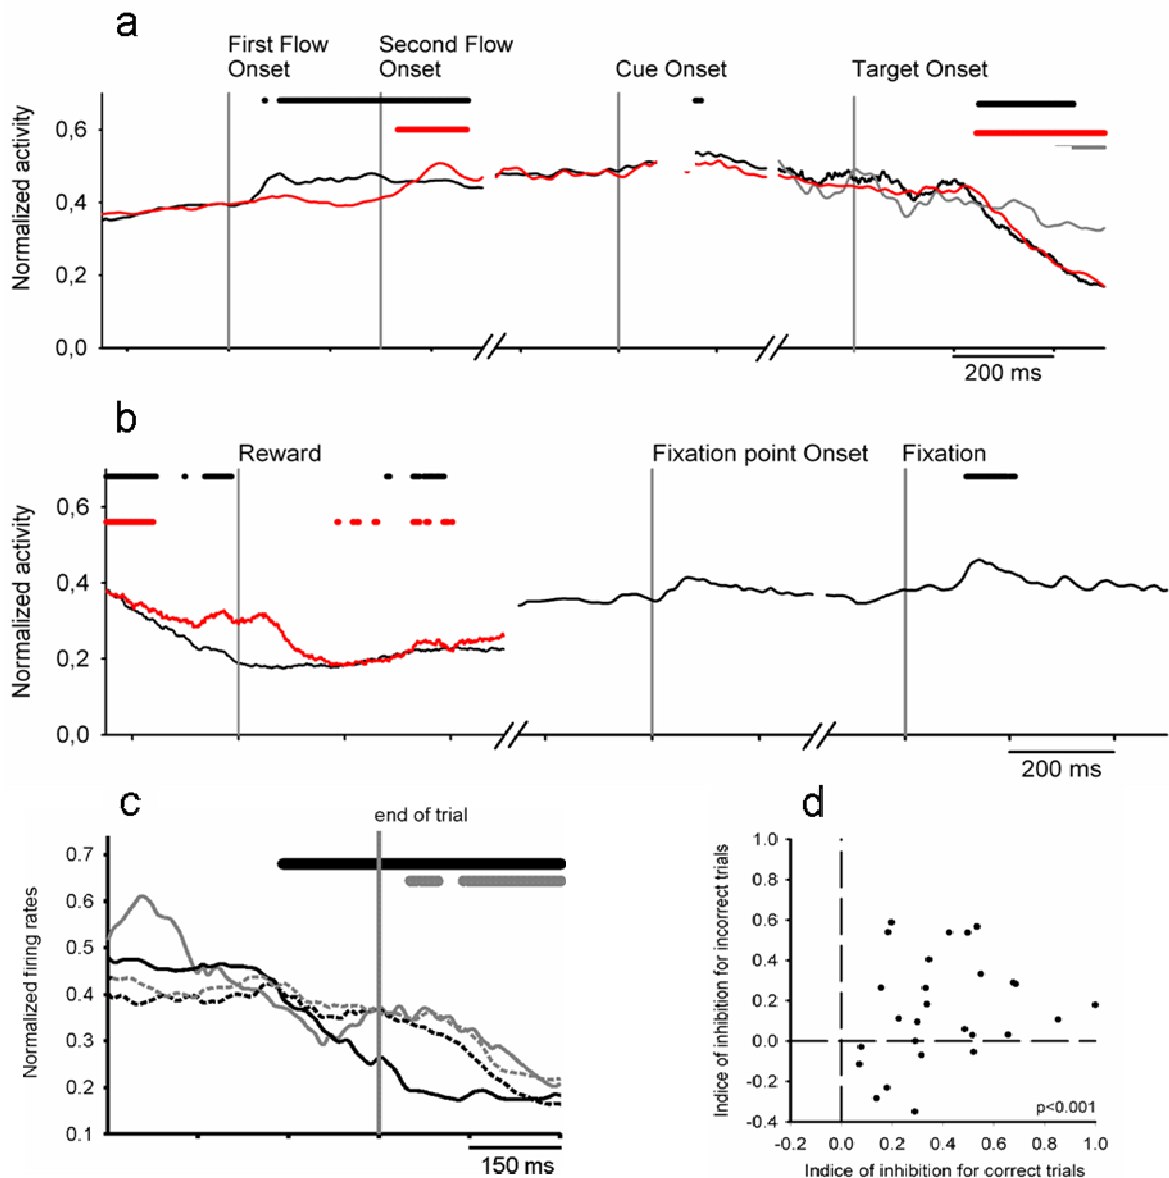 a
First Flow Onset
Second Flow Onset
Cue Onset
Target Onset
Normalized activity
0,6
0,4
0,2
0,0
200 ms
b
Reward
Fixation point Onset
Fixation
Normalized activity
0,6
0,4
0,2
0,0
200 ms
c
end of trial
Normalized firing rates
0.7
0.6
0.5
0.4
0.3
0.2
0.1
150 ms
d
Indice of inhibition for incorrect trials
1.0
0.8
0.6
0.4
0.2
0.0
-0.2
-0.4
p<0.001
-0.2 0.0 0.2 0.4 0.6 0.8 1.0
Indice of inhibition for correct trials